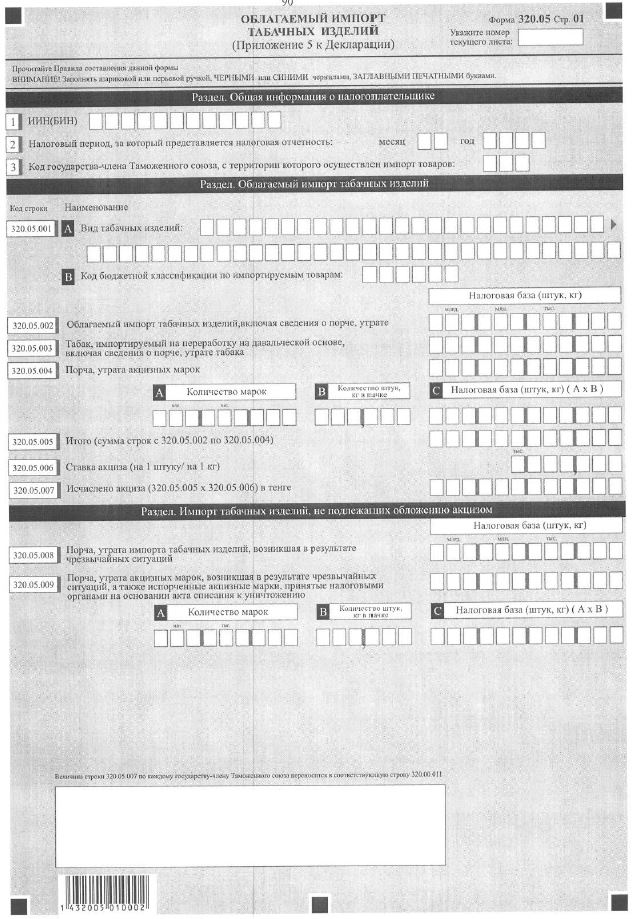 90
ОБЛАГАЕМЫЙ ИМПОРТ
ТАБАЧНЫХ ИЗДЕЛИЙ
(Приложение 5 к Декларации)
Форма 320.05 Стр. 01
Укажите номер
текущего листа:
Прочитайте Правила составления данной формы
ВНИМАНИЕ! Заполнять шариковой или перьевой ручкой, ЧЕРНЫМИ или СИНИМИ чернилами, ЗАГЛАВНЫМИ ПЕЧАТНЫМИ буквами.
Раздел. Общая информация о налогоплательщике
1 ИИН(БИН)
2 Налоговый период, за который представляется налоговая отчетность: месяц год
3 Код государства-члена Таможенного союза, с территории которого осуществлен импорт товаров:
Раздел. Облагаемый импорт табачных изделий
Код строки Наименование
320.05.001 A Вид табачных изделий:
B Код бюджетной классификации по импортируемым товарам:
Налоговая база (штук, кг)
млрд. млн. тыс.
320.05.002 Облагаемый импорт табачных изделий,включая сведения о порче, утрате
320.05.003 Табак, импортируемый на переработку на давальческой основе,
включая сведения о порче, утрате табака
320.05.004 Порча, утрата акцизных марок
A Количество марок B Количество штук, кг в пачке C Налоговая база (штук, кг) ( A x B )
млн тыс.
320.05.005 Итого (сумма строк с 320.05.002 по 320.05.004)
тыс.
320.05.006 Ставка акциза (на 1 штуку/ на 1 кг)
320.05.007 Исчислено акциза (320.05.005 x 320.05.006) в тенге
Раздел. Импорт табачных изделий, не подлежащих обложению акцизом
Налоговая база (штук, кг)
млрд. млн. тыс.
320.05.008 Порча, утрата импорта табачных изделий, возникшая в результате
чрезвычайных ситуаций
320.05.009 Порча, утрата акцизных марок, возникшая в результате чрезвычайных
ситуаций, а также испорченные акцизные марки, принятые налоговыми
органами на основании акта списания к уничтожению
A Количество марок B Количество штук, кг в пачке C Налоговая база (штук, кг) ( A x B )
млн тыс.
Величина строки 320.05.007 по каждому государству-члену Таможенного союза переносится в соответствующую строку 320.00.011
1 432005 010002